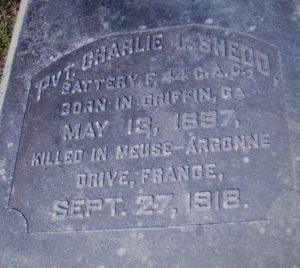 PVT. CHARLIE L. SHEDD,
BATTERY F, 44 C.A.C.,
BORN IN GRIFFIN, GA.
MAY 18, 1897,
KILLED IN MEUSE-ARGONNE
DRIVE, FRANCE,
SEPT. 27, 1918.